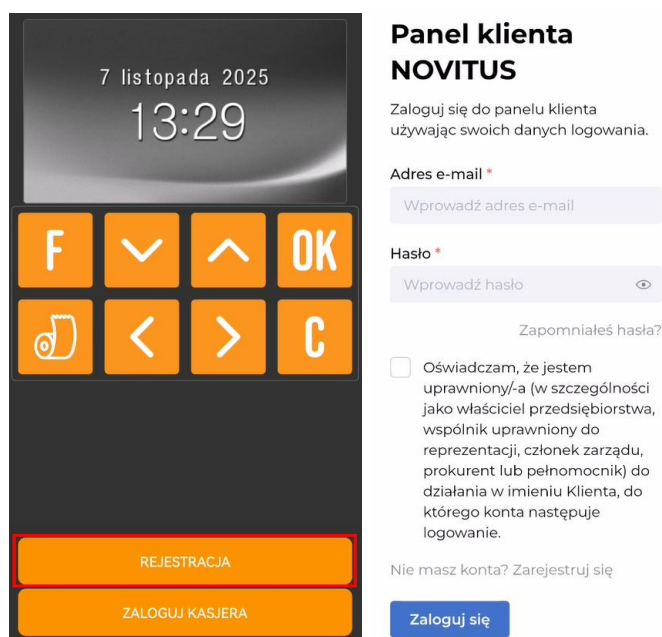 7 listopada 2025
13:29
F
OK
C
REJESTRACJA
ZALOGUJ KASJERA
Panel klienta
NOVITUS
Zaloguj się do panelu klienta
używając swoich danych logowania.
Adres e-mail *
Wprowadź adres e-mail
Hasło *
Wprowadź hasło
Zapomniałeś hasła?
Oświadczam, że jestem
uprawniony/-a (w szczególności
jako właściciel przedsiębiorstwa,
wspólnik uprawniony do
reprezentacji, członek zarządu,
prokurent lub pełnomocnik) do
działania w imieniu Klienta, do
którego konta następuje
logowanie.
Nie masz konta? Zarejestruj się
Zaloguj się